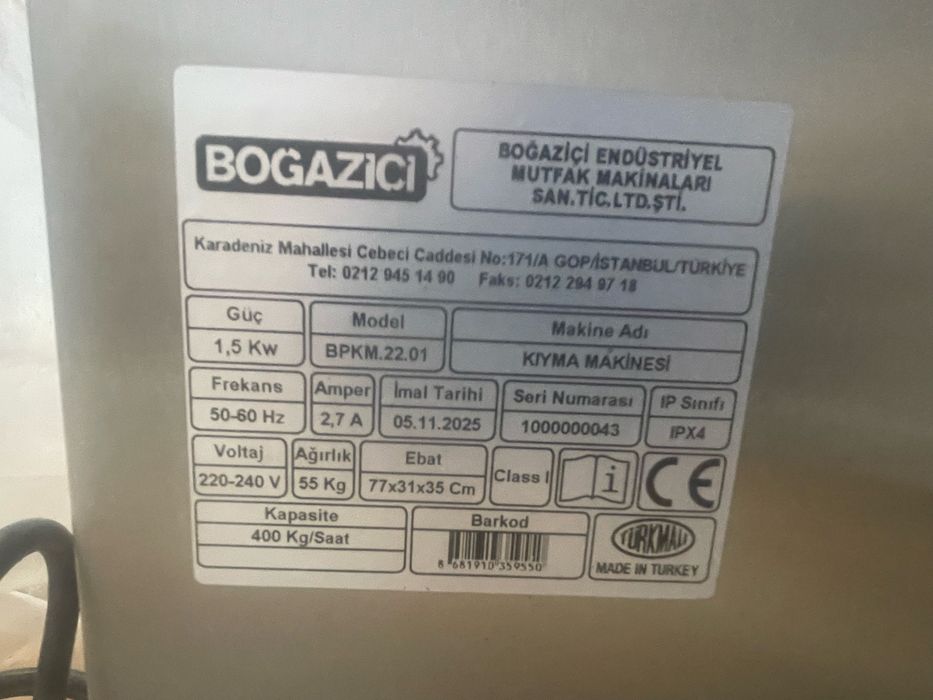 BOĞAZİÇİ
BOĞAZİÇİ ENDÜSTRİYEL
MUTFAK MAKİNALARI
SAN.TİC.LTD.ŞTİ.
Karadeniz Mahallesi Cebeci Caddesi No:171/A GOP/İSTANBUL/TÜRKİYE
Tel: 0212 945 14 90 Faks: 0212 294 97 18
Güç Model Makine Adı
1,5 Kw BPKM.22.01 KIYMA MAKİNESİ
Frekans Amper İmal Tarihi Seri Numarası IP Sınıfı
50-60 Hz 2,7 A 05.11.2025 1000000043 IPX4
Voltaj Ağırlık Ebat Class I i CE
220-240 V 55 Kg 77x31x35 Cm
Kapasite Barkod TÜRKMALI
400 Kg/Saat 8 681910 359550 MADE IN TURKEY